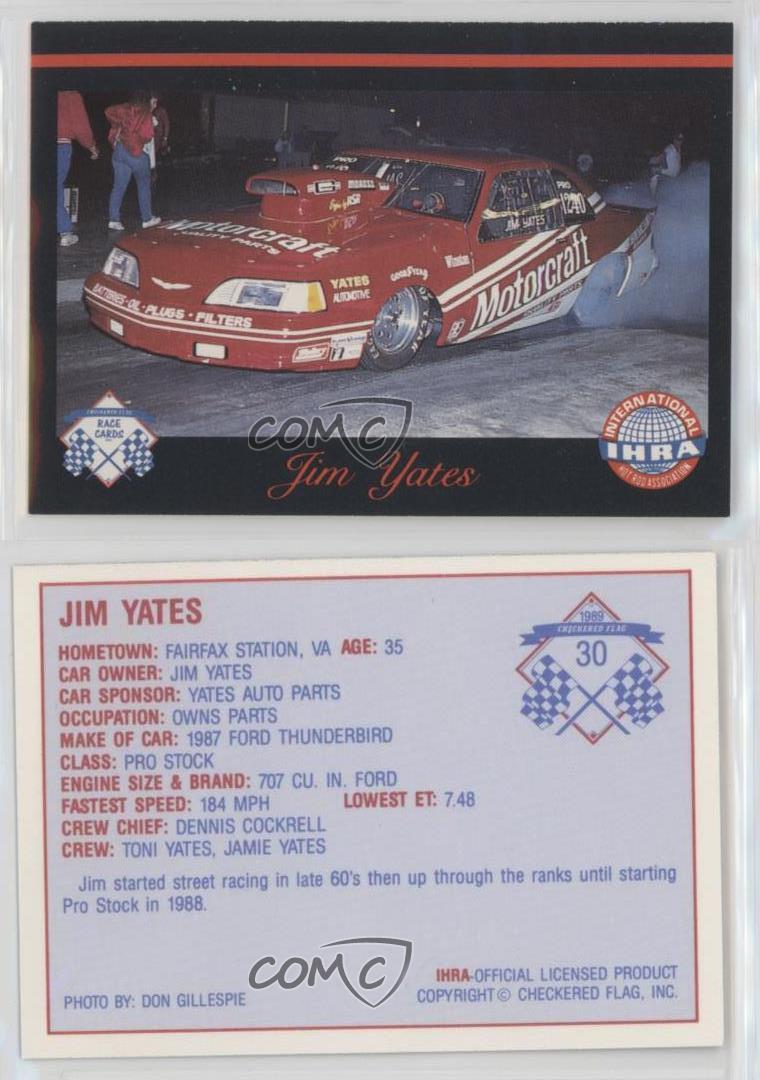 PRO
MOROSO
PRO
1240
JIM YATES
Motorcraft
QUALITY PARTS
Winston
GOODYEAR
YATES
AUTOMOTIVE
Motorcraft
QUALITY PARTS
BATTERIES • OIL • PLUGS • FILTERS
CHECKERED FLAG
RACE
CARDS
INC.
INTERNATIONAL
IHRA
HOT ROD ASSOCIATION
COMC
Jim Yates
JIM YATES
1989
CHECKERED FLAG
30
HOMETOWN: FAIRFAX STATION, VA AGE: 35
CAR OWNER: JIM YATES
CAR SPONSOR: YATES AUTO PARTS
OCCUPATION: OWNS PARTS
MAKE OF CAR: 1987 FORD THUNDERBIRD
CLASS: PRO STOCK
ENGINE SIZE & BRAND: 707 CU. IN. FORD
FASTEST SPEED: 184 MPH LOWEST ET: 7.48
CREW CHIEF: DENNIS COCKRELL
CREW: TONI YATES, JAMIE YATES
Jim started street racing in late 60's then up through the ranks until starting
Pro Stock in 1988.
COMC
IHRA-OFFICIAL LICENSED PRODUCT
PHOTO BY: DON GILLESPIE COPYRIGHT © CHECKERED FLAG, INC.